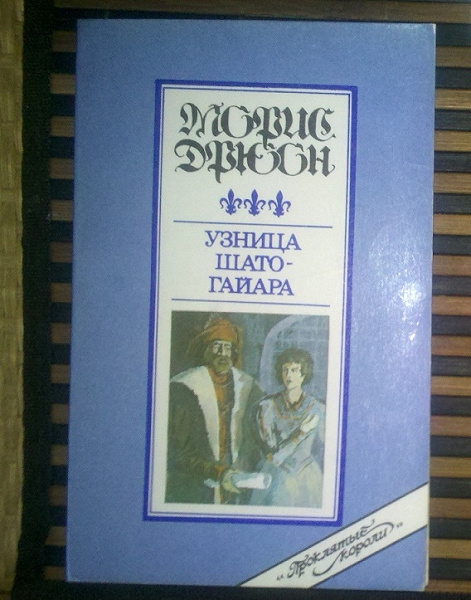 МОРИС
ДРЮОН
УЗНИЦА
ШАТО-
ГАЙАРА
„Проклятые
короли“